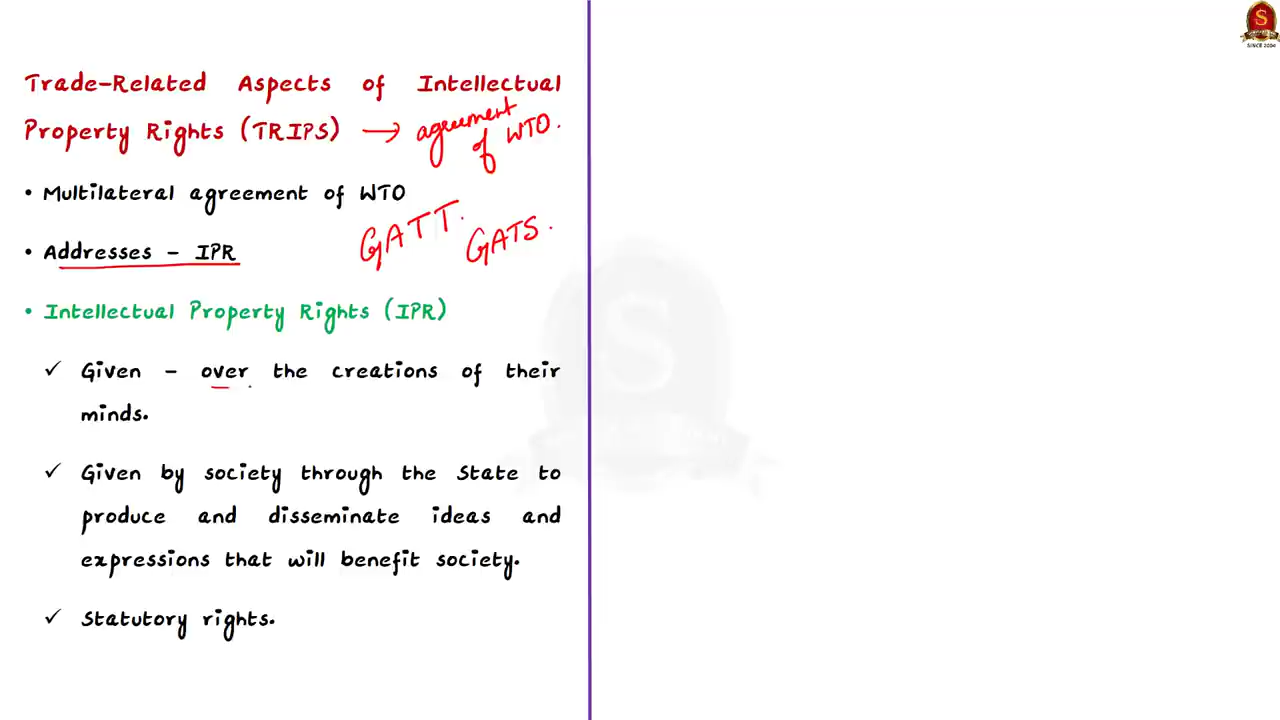 Trade-Related Aspects of Intellectual
Property Rights (TRIPS) → agreement of WTO.
• Multilateral agreement of WTO
GATT. GATS.
• Addresses - IPR
• Intellectual Property Rights (IPR)
✓ Given - over the creations of their
minds.
✓ Given by society through the State to
produce and disseminate ideas and
expressions that will benefit society.
✓ Statutory rights.
S
SINCE 2004